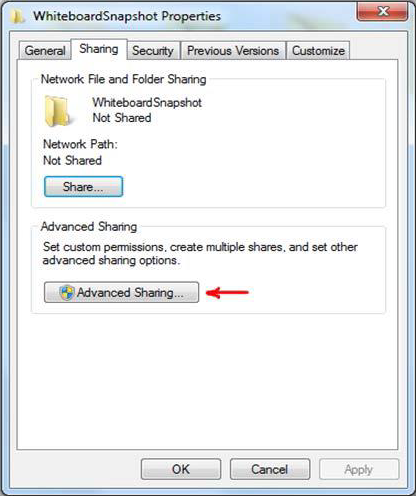 WhiteboardSnapshot Properties
General Sharing Security Previous Versions Customize
Network File and Folder Sharing
WhiteboardSnapshot
Not Shared
Network Path:
Not Shared
Share...
Advanced Sharing
Set custom permissions, create multiple shares, and set other
advanced sharing options.
Advanced Sharing...
OK Cancel Apply